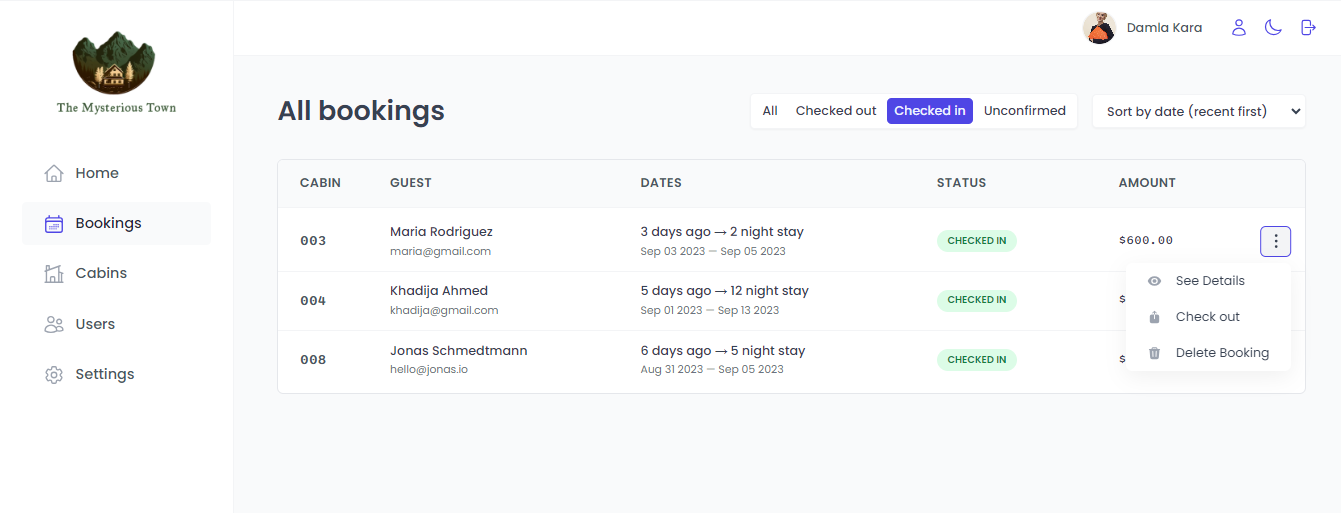 The Mysterious Town
Home
Bookings
Cabins
Users
Settings
Damla Kara
All bookings
All Checked out Checked in Unconfirmed
Sort by date (recent first)
CABIN GUEST DATES STATUS AMOUNT
003 Maria Rodriguez 3 days ago → 2 night stay CHECKED IN $600.00
maria@gmail.com Sep 03 2023 — Sep 05 2023
004 Khadija Ahmed 5 days ago → 12 night stay CHECKED IN $
khadija@gmail.com Sep 01 2023 — Sep 13 2023
008 Jonas Schmedtmann 6 days ago → 5 night stay CHECKED IN $
hello@jonas.io Aug 31 2023 — Sep 05 2023
See Details
Check out
Delete Booking